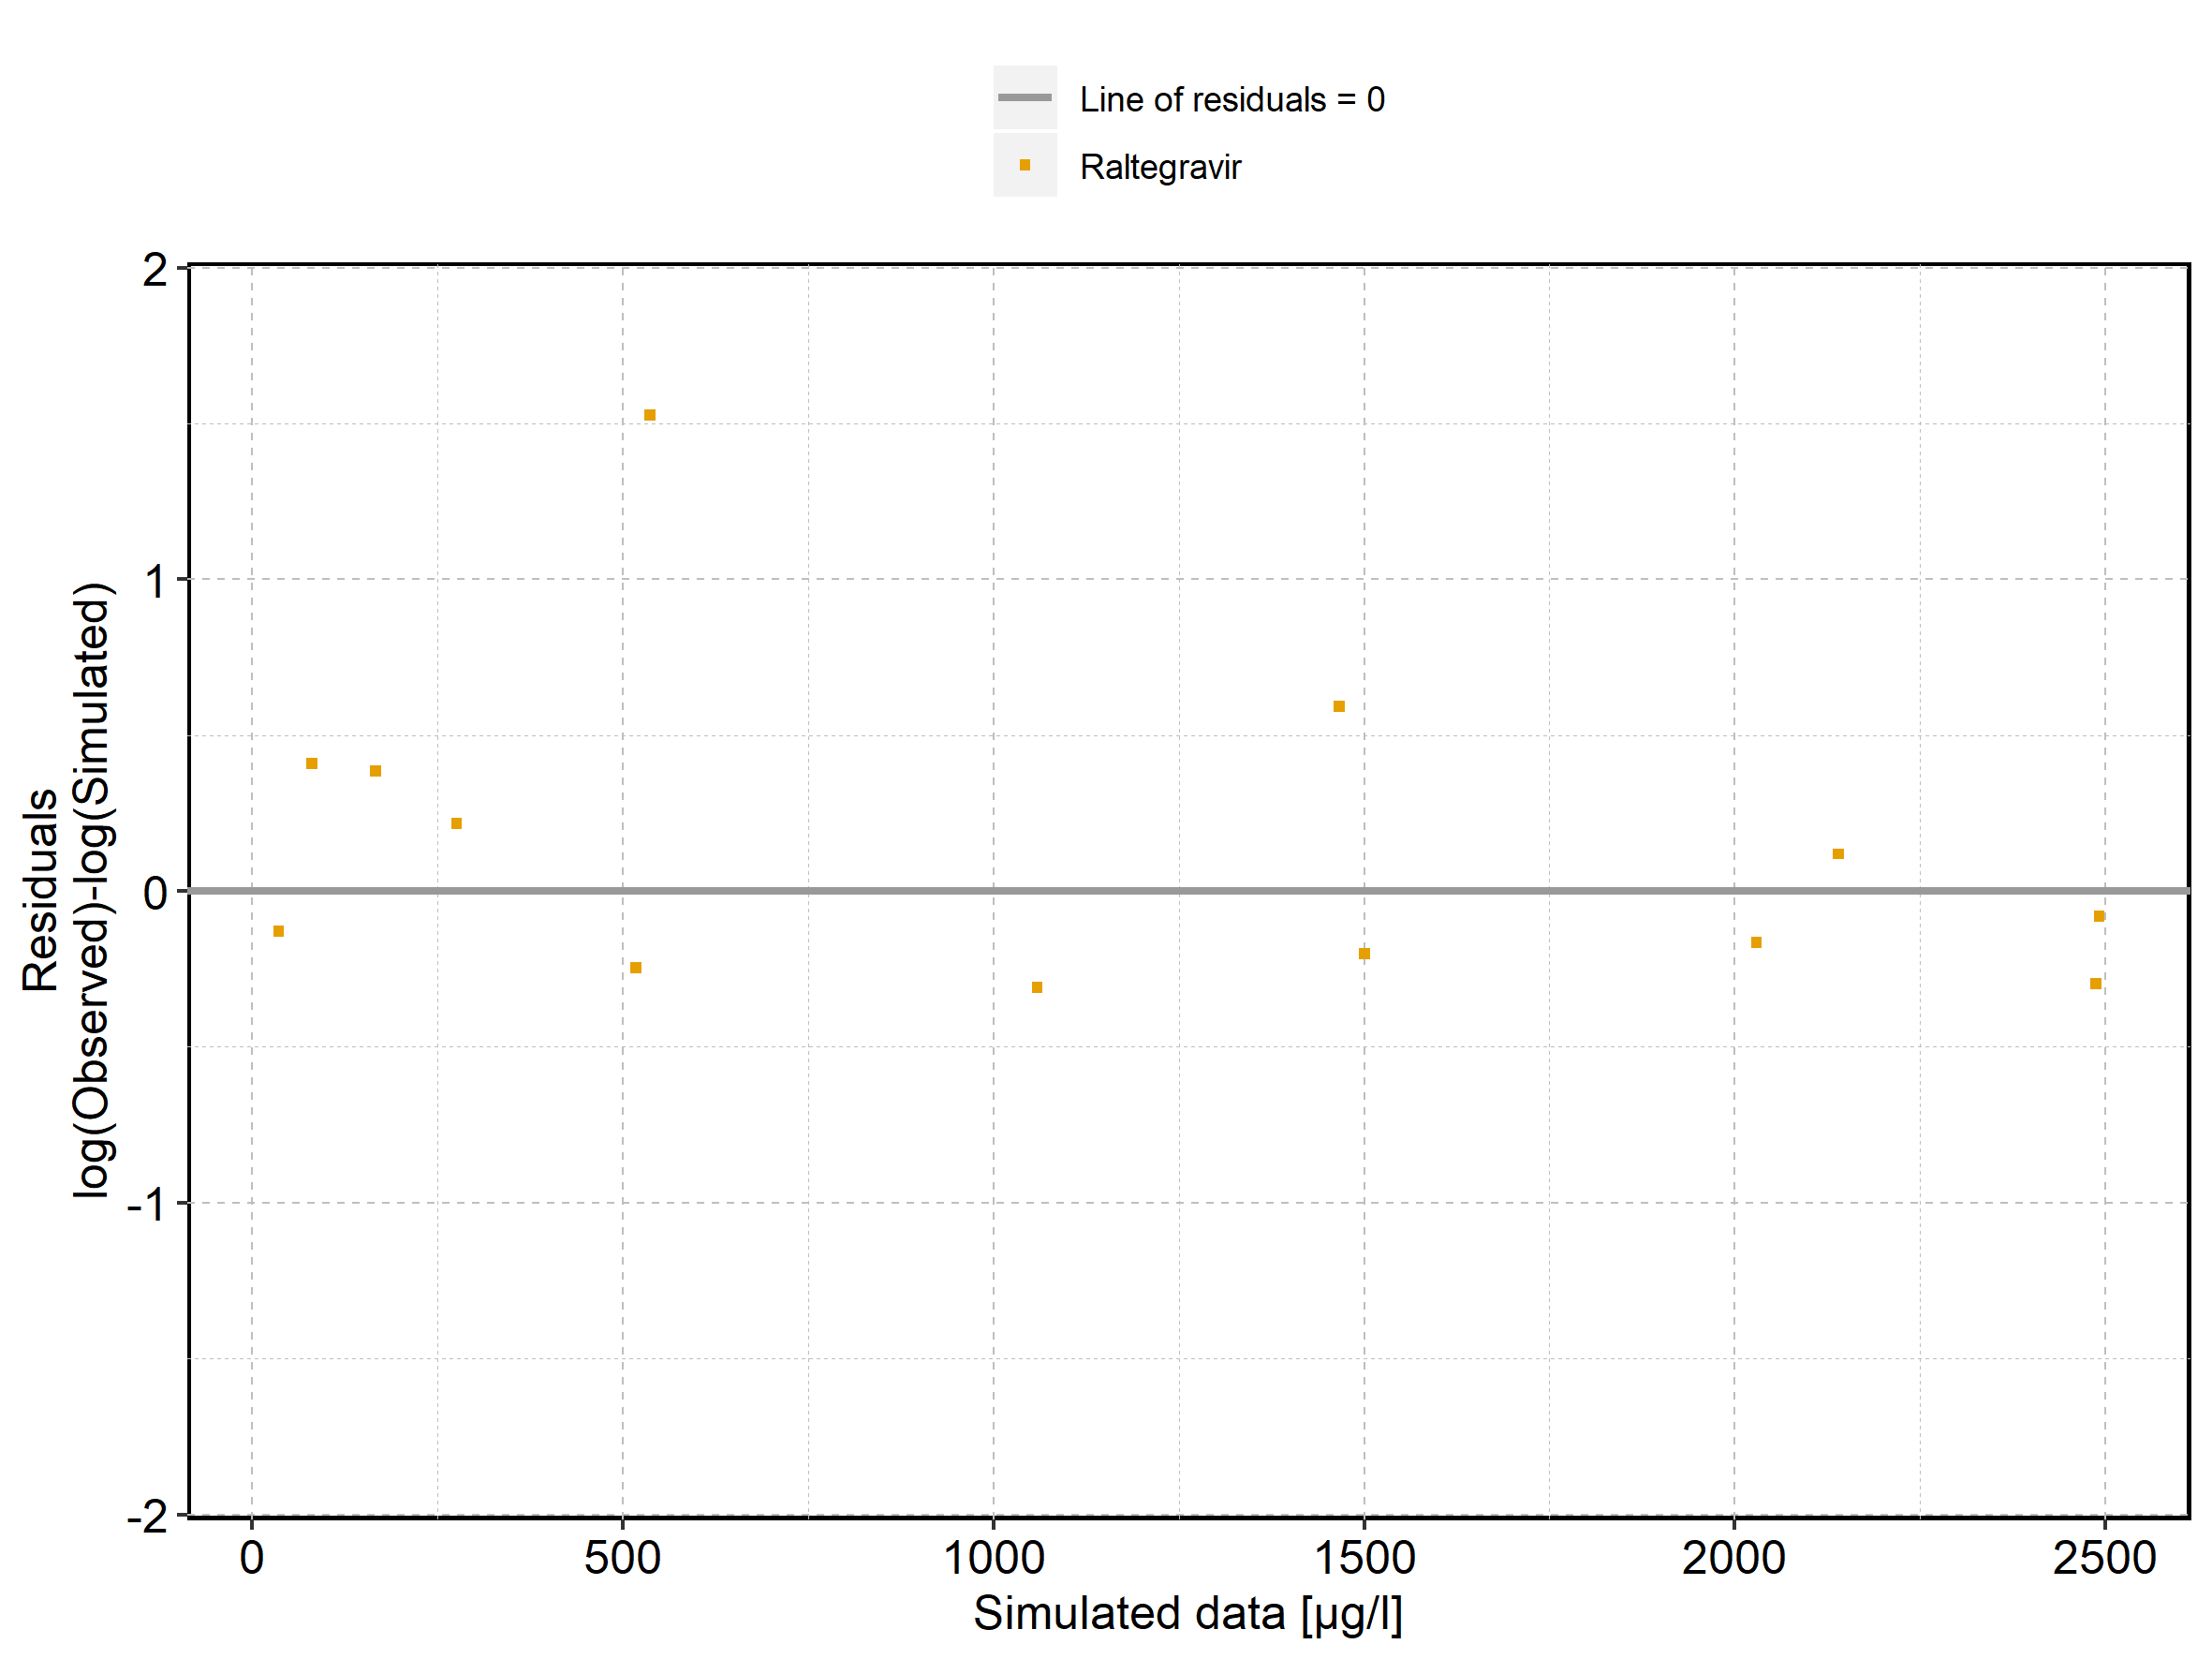 Line of residuals = 0
Raltegravir
Residuals
log(Observed)-log(Simulated)
2
1
0
-1
-2
0 500 1000 1500 2000 2500
Simulated data [µg/l]